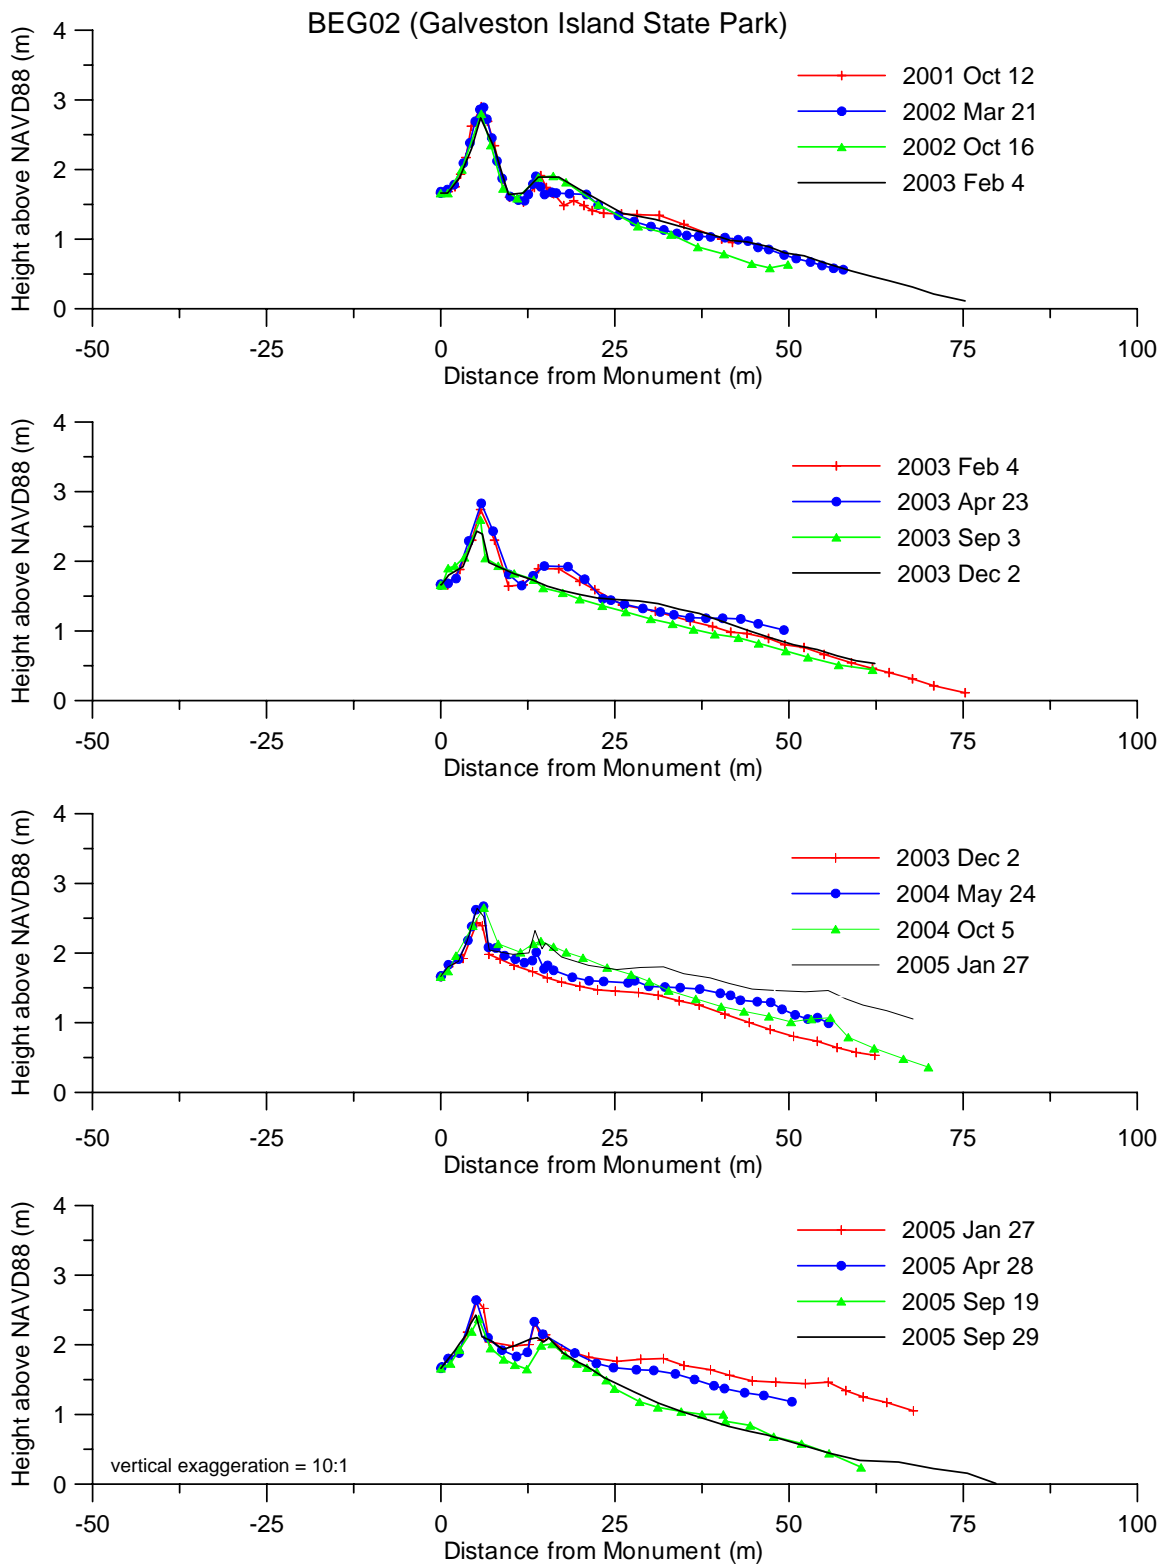 BEG02 (Galveston Island State Park)
4
3
2
1
0
Height above NAVD88 (m)
2001 Oct 12
2002 Mar 21
2002 Oct 16
2003 Feb 4
-50 -25 0 25 50 75 100
Distance from Monument (m)
4
3
2
1
0
Height above NAVD88 (m)
2003 Feb 4
2003 Apr 23
2003 Sep 3
2003 Dec 2
-50 -25 0 25 50 75 100
Distance from Monument (m)
4
3
2
1
0
Height above NAVD88 (m)
2003 Dec 2
2004 May 24
2004 Oct 5
2005 Jan 27
-50 -25 0 25 50 75 100
Distance from Monument (m)
4
3
2
1
0
Height above NAVD88 (m)
2005 Jan 27
2005 Apr 28
2005 Sep 19
2005 Sep 29
vertical exaggeration = 10:1
-50 -25 0 25 50 75 100
Distance from Monument (m)